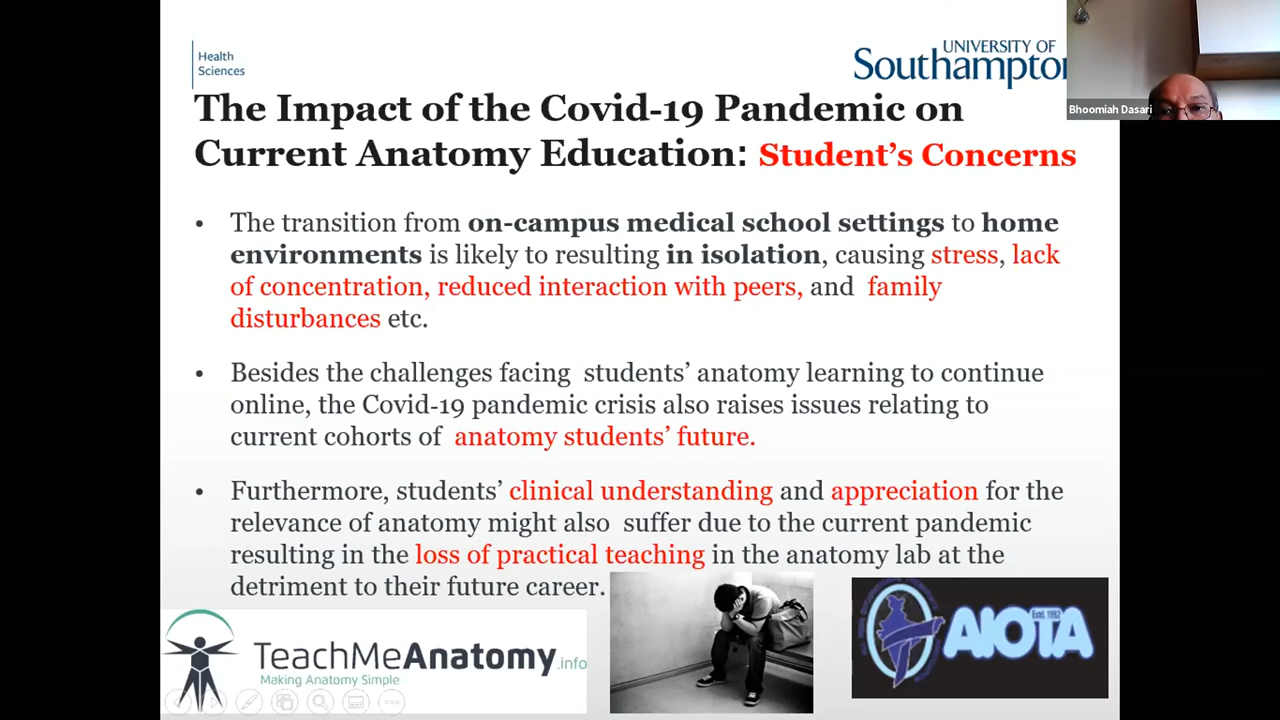 Health
Sciences
UNIVERSITY OF
Southampton
Bhoomiah Dasari
The Impact of the Covid-19 Pandemic on
Current Anatomy Education: Student's Concerns
• The transition from on-campus medical school settings to home
environments is likely to resulting in isolation, causing stress, lack
of concentration, reduced interaction with peers, and family
disturbances etc.
• Besides the challenges facing students' anatomy learning to continue
online, the Covid-19 pandemic crisis also raises issues relating to
current cohorts of anatomy students' future.
• Furthermore, students' clinical understanding and appreciation for the
relevance of anatomy might also suffer due to the current pandemic
resulting in the loss of practical teaching in the anatomy lab at the
detriment to their future career.
TeachMeAnatomy.info
Making Anatomy Simple
Estd. 1952
AIOTA